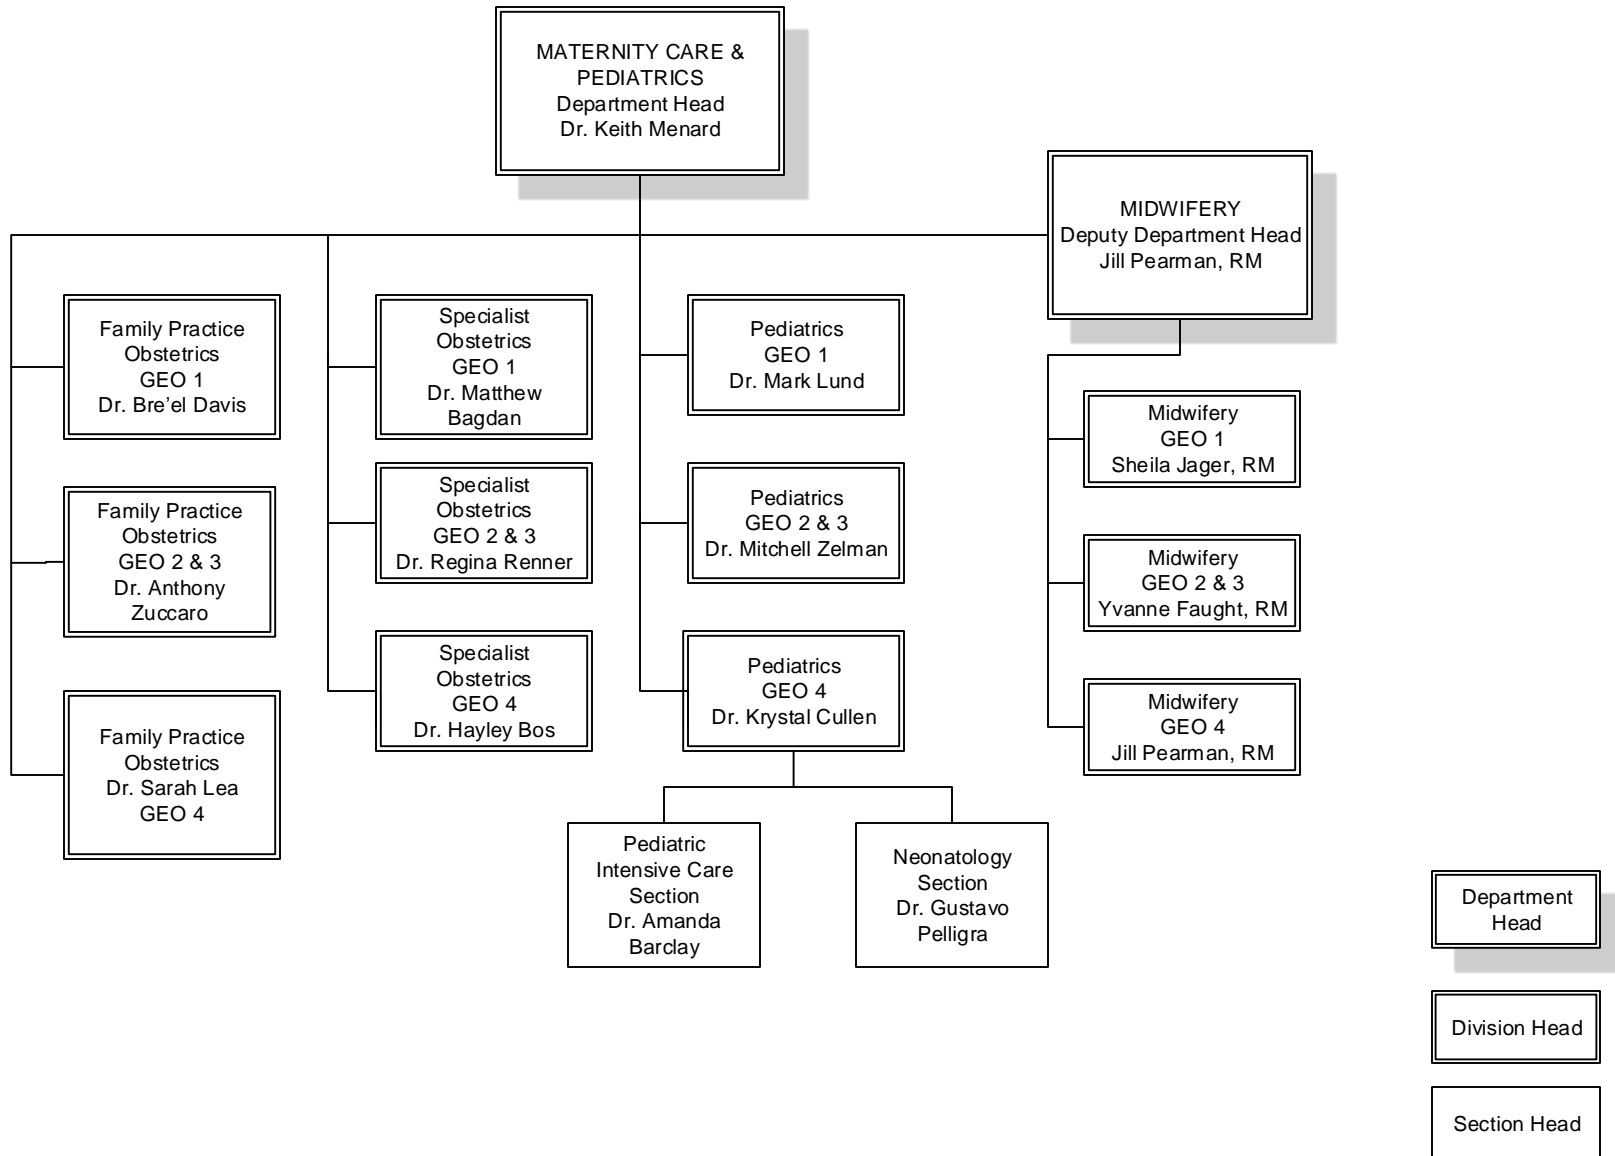 MATERNITY CARE &
PEDIATRICS
Department Head
Dr. Keith Menard
MIDWIFERY
Deputy Department Head
Jill Pearman, RM
Family Practice
Obstetrics
GEO 1
Dr. Bre’el Davis
Specialist
Obstetrics
GEO 1
Dr. Matthew
Bagdan
Pediatrics
GEO 1
Dr. Mark Lund
Midwifery
GEO 1
Sheila Jager, RM
Family Practice
Obstetrics
GEO 2 & 3
Dr. Anthony
Zuccaro
Specialist
Obstetrics
GEO 2 & 3
Dr. Regina Renner
Pediatrics
GEO 2 & 3
Dr. Mitchell Zelman
Midwifery
GEO 2 & 3
Yvanne Faught, RM
Family Practice
Obstetrics
Dr. Sarah Lea
GEO 4
Specialist
Obstetrics
GEO 4
Dr. Hayley Bos
Pediatrics
GEO 4
Dr. Krystal Cullen
Midwifery
GEO 4
Jill Pearman, RM
Pediatric
Intensive Care
Section
Dr. Amanda
Barclay
Neonatology
Section
Dr. Gustavo
Pelligra
Department
Head
Division Head
Section Head